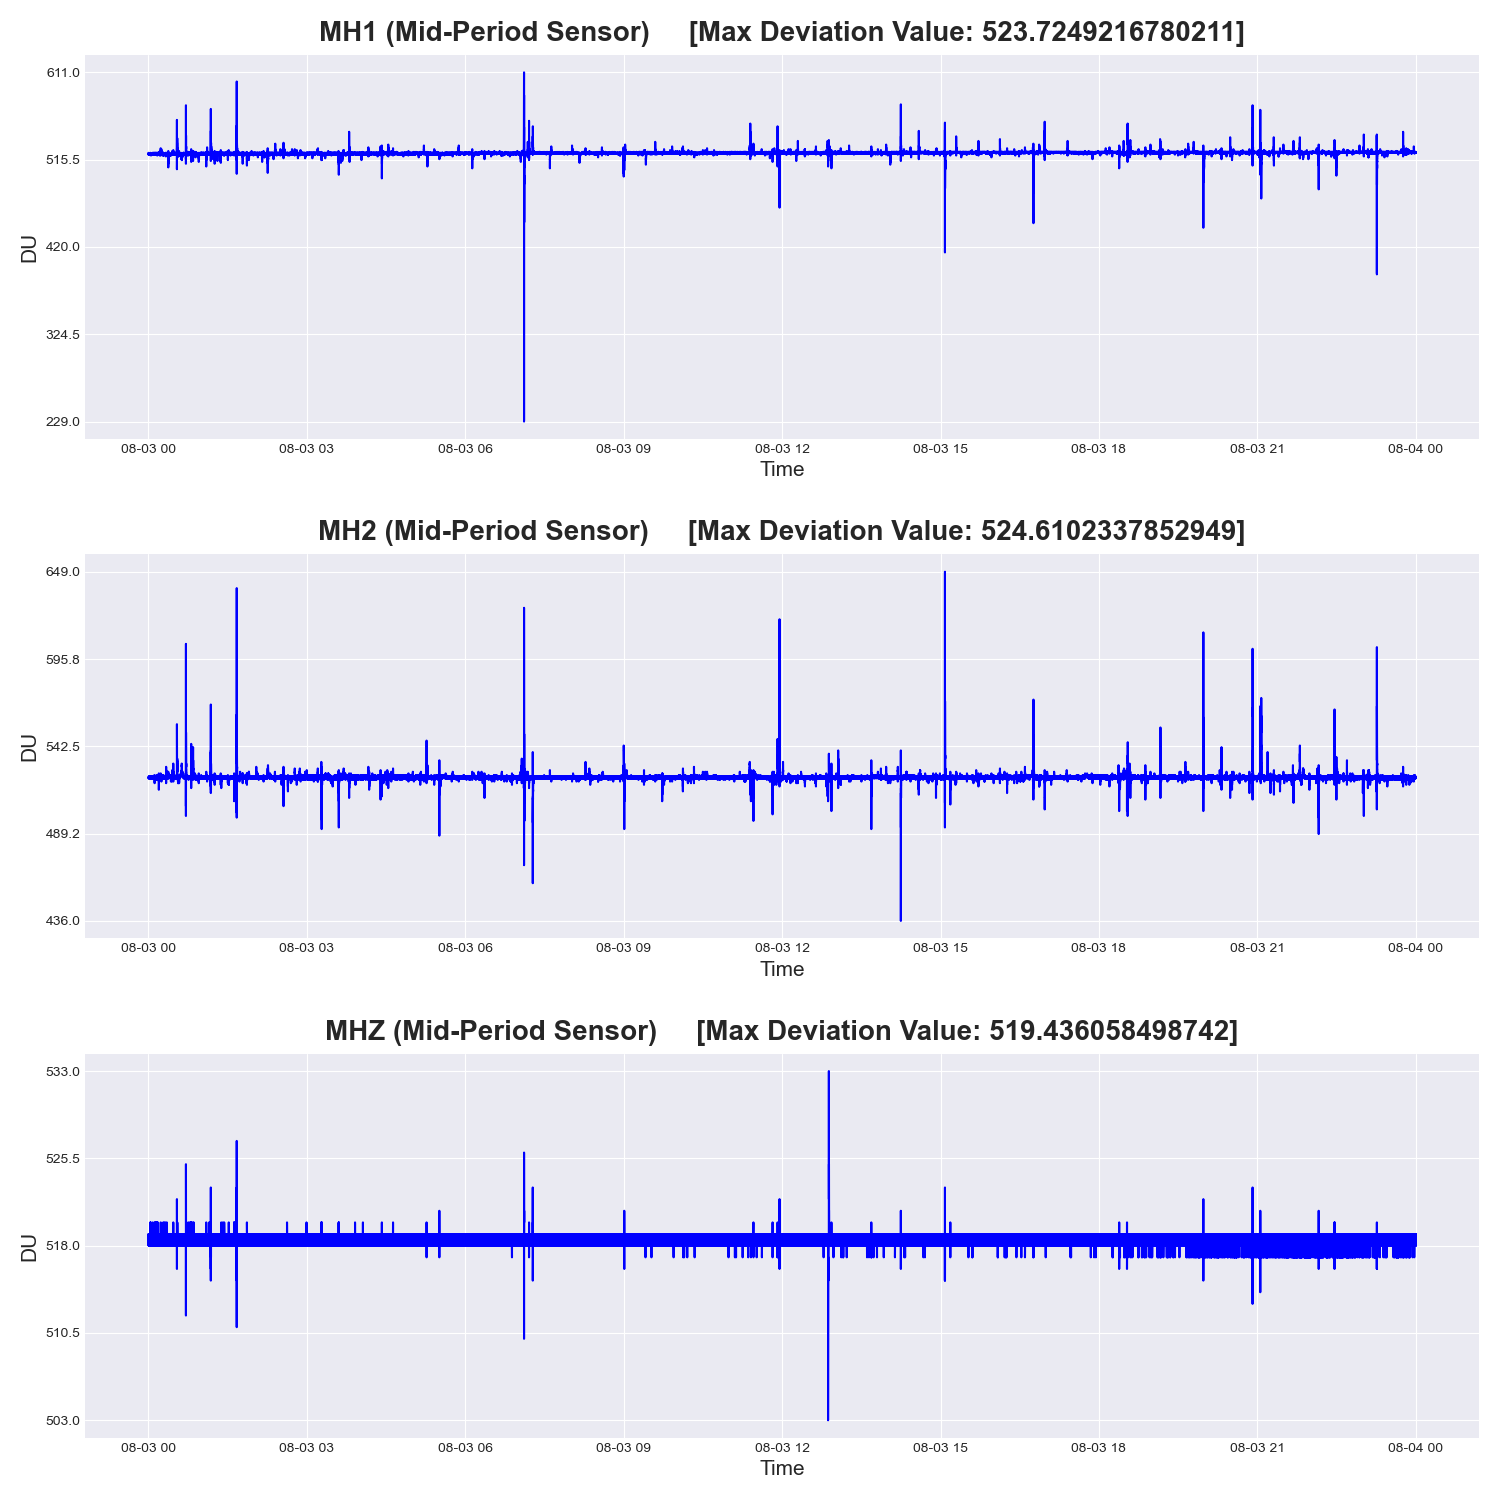 MH1 (Mid-Period Sensor) [Max Deviation Value: 523.7249216780211]
611.0
515.5
420.0
324.5
229.0
DU
08-03 00 08-03 03 08-03 06 08-03 09 08-03 12 08-03 15 08-03 18 08-03 21 08-04 00
Time
MH2 (Mid-Period Sensor) [Max Deviation Value: 524.6102337852949]
649.0
595.8
542.5
489.2
436.0
DU
08-03 00 08-03 03 08-03 06 08-03 09 08-03 12 08-03 15 08-03 18 08-03 21 08-04 00
Time
MHZ (Mid-Period Sensor) [Max Deviation Value: 519.436058498742]
533.0
525.5
518.0
510.5
503.0
DU
08-03 00 08-03 03 08-03 06 08-03 09 08-03 12 08-03 15 08-03 18 08-03 21 08-04 00
Time